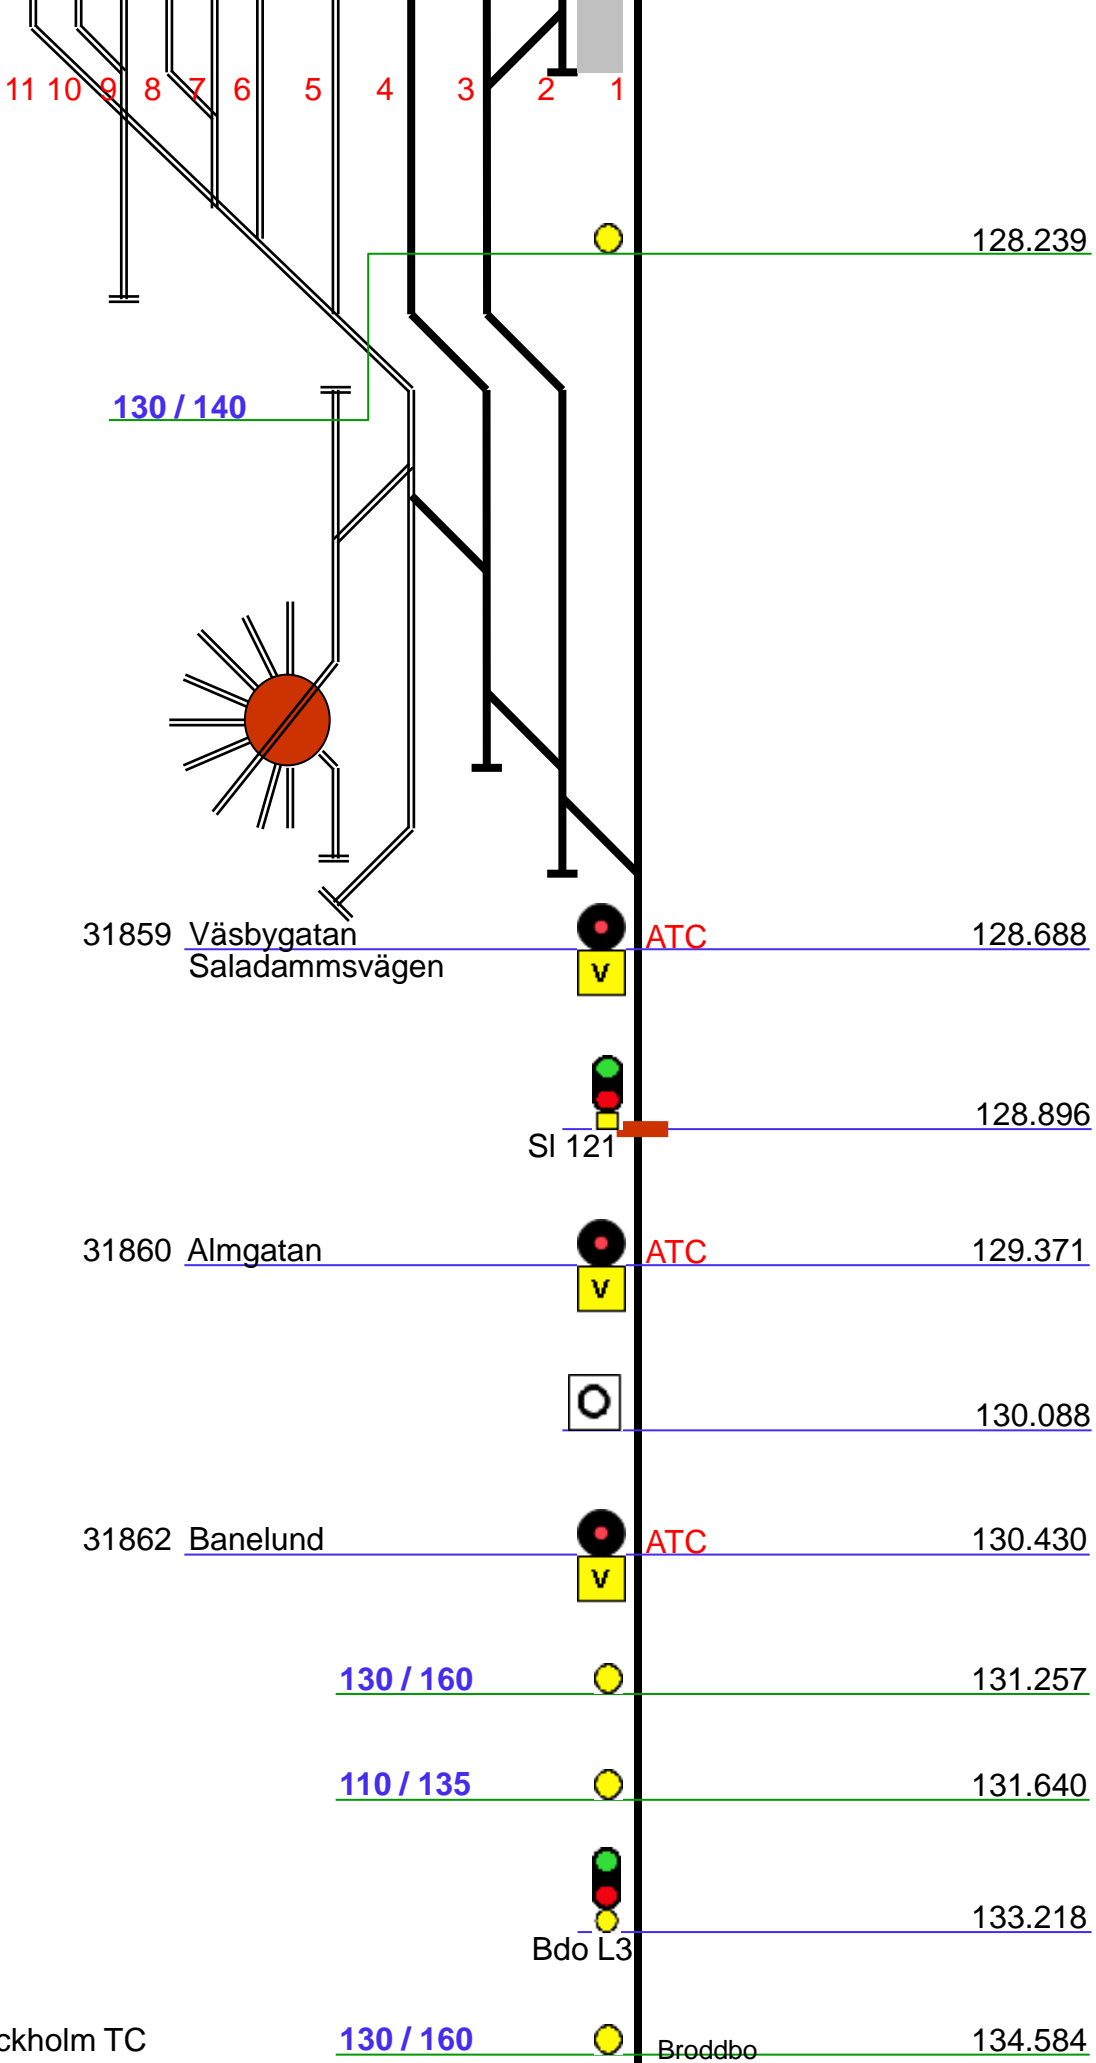 11 10 9 8 7 6 5 4 3 2 1
128.239
130 / 140
31859 Väsbygatan ATC 128.688
Saladammsvägen
V
128.896
Sl 121
31860 Almgatan ATC 129.371
V
O
130.088
31862 Banelund ATC 130.430
V
130 / 160 131.257
110 / 135 131.640
133.218
Bdo L3
ckholm TC 130 / 160 Broddbo 134.584